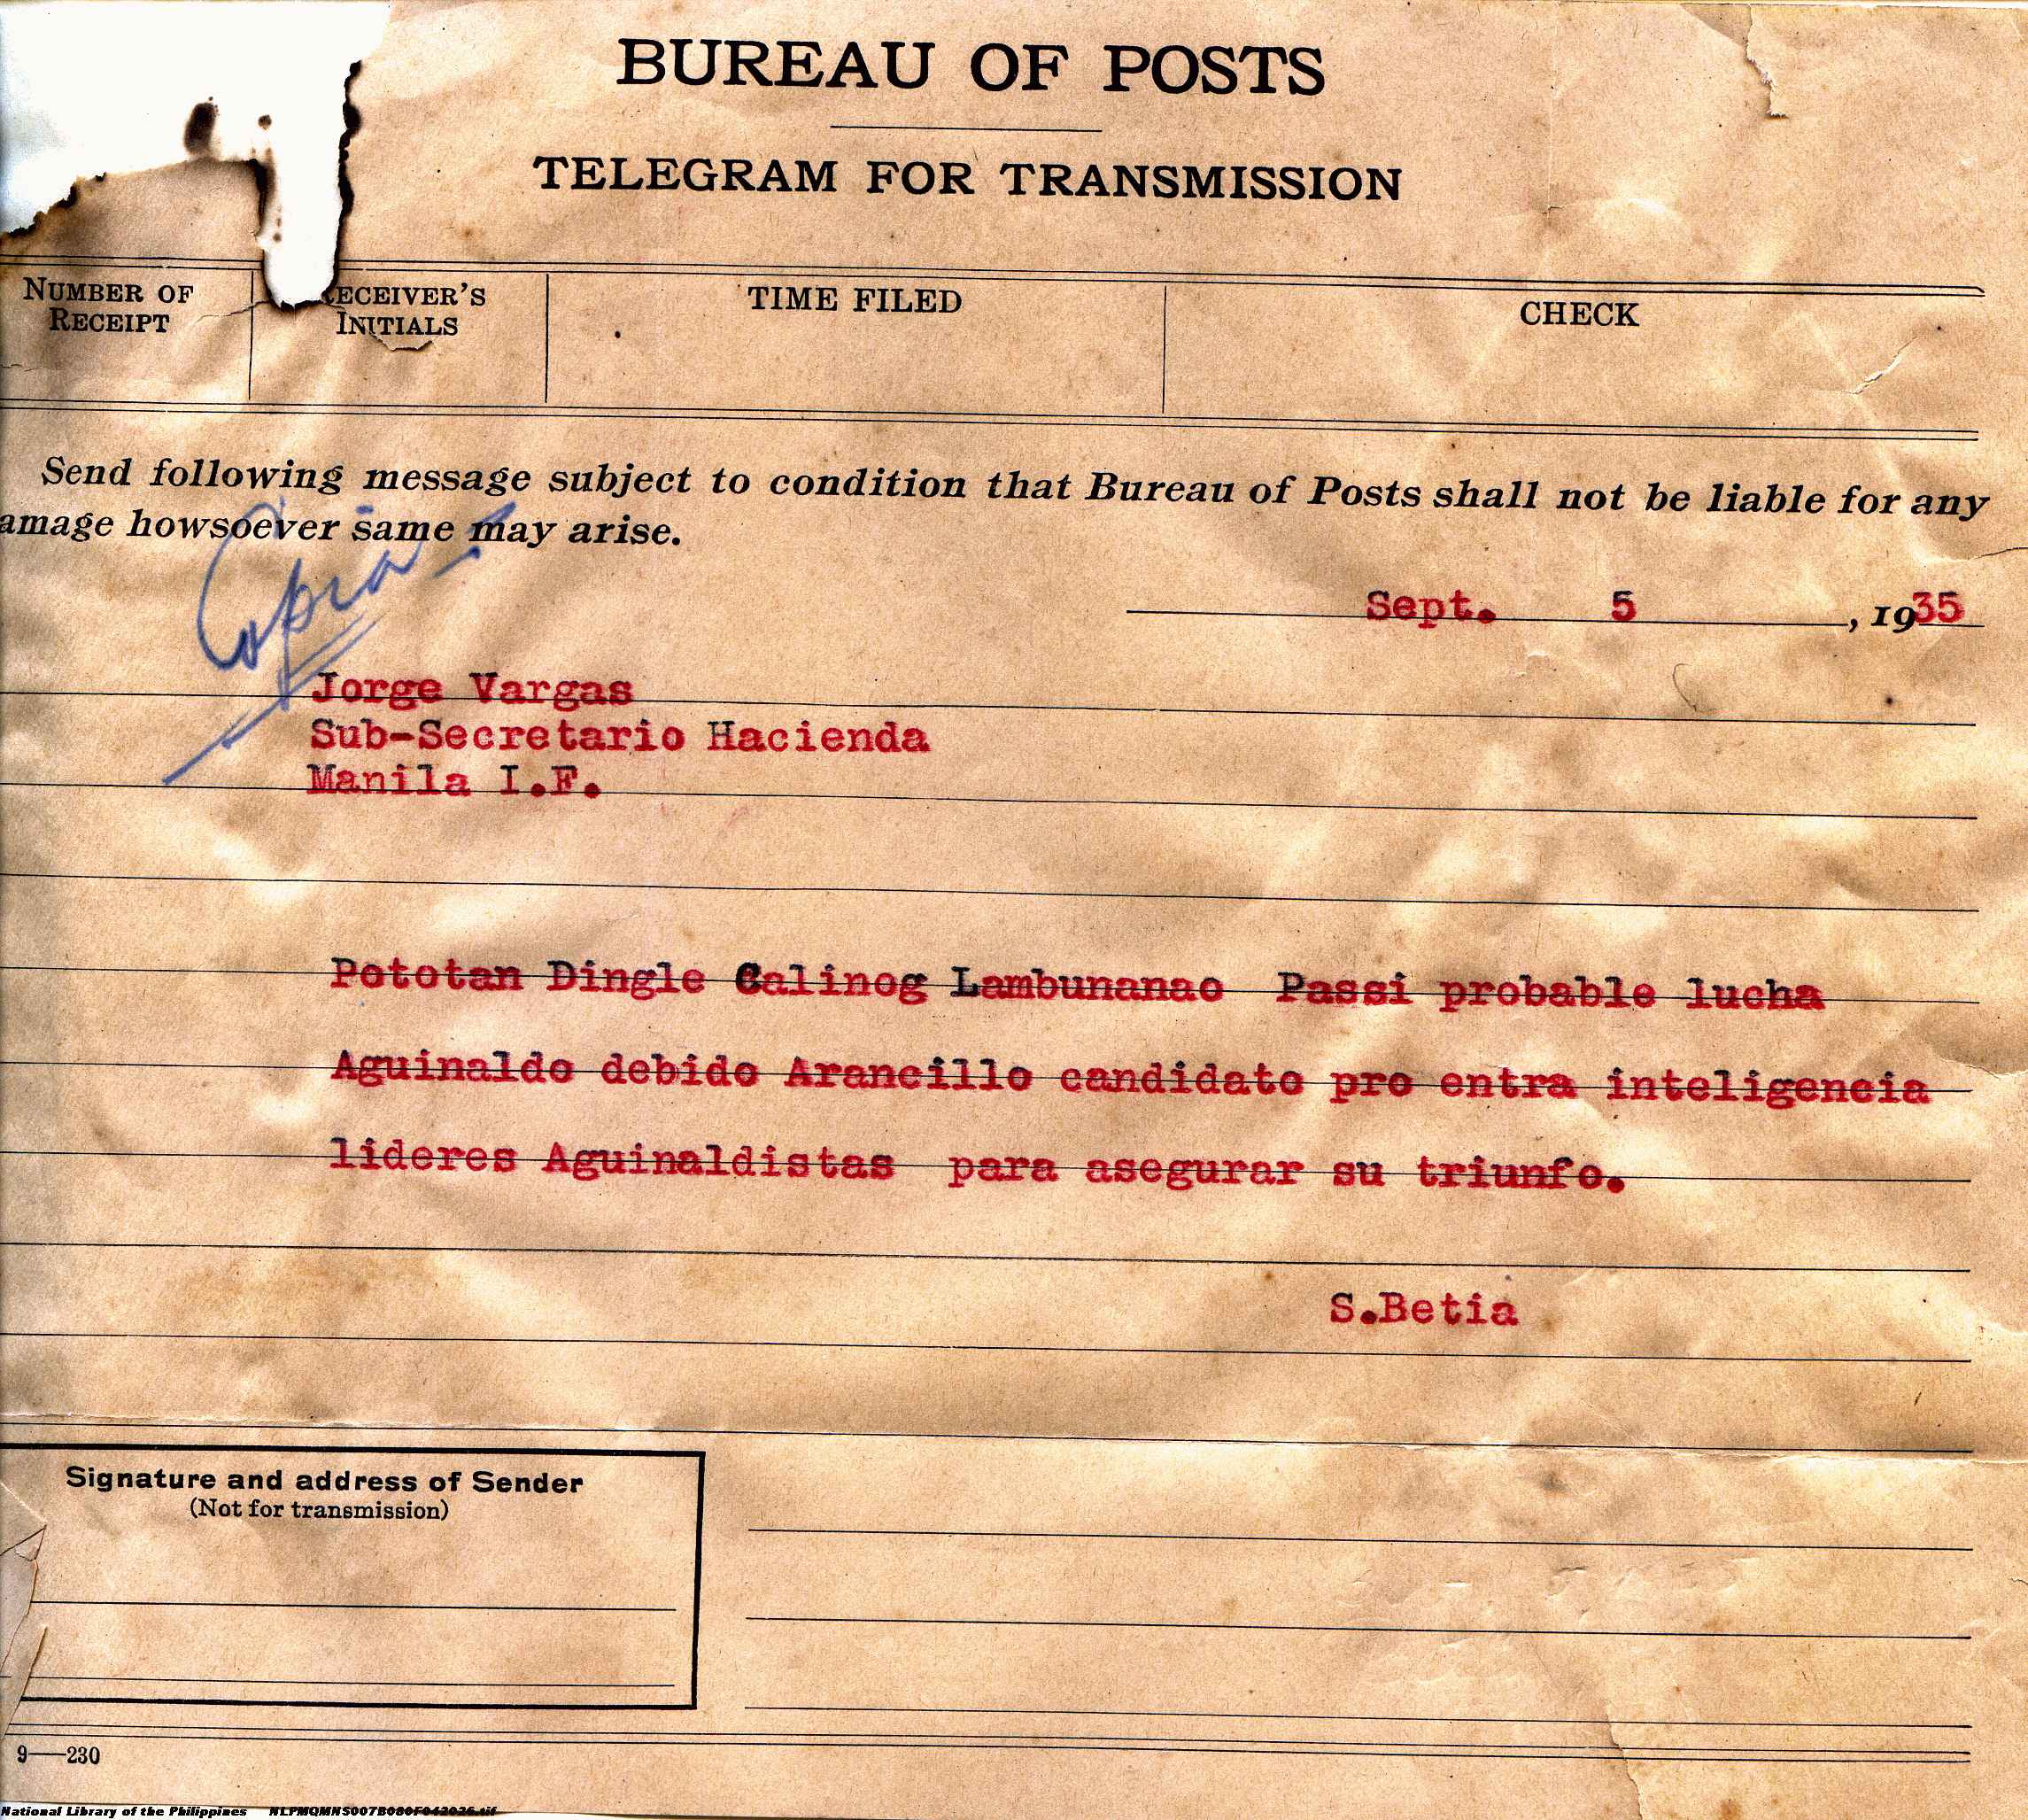 BUREAU OF POSTS
TELEGRAM FOR TRANSMISSION
NUMBER OF RECEIPT
ECEIVER'S INITIALS
TIME FILED
CHECK
Send following message subject to condition that Bureau of Posts shall not be liable for any
amage howsoever same may arise.
Copia
Sept. 5, 1935
Jorge Vargas
Sub-Secretario Hacienda
Manila I.F.
Pototan Dingle Calinog Lambunanao Passi probable lucha
Aguinaldo debido Arancillo candidato pro entra inteligencia
lideres Aguinaldistas para asegurar su triunfo.
S.Betia
Signature and address of Sender
(Not for transmission)
9—230
National Library of the Philippines NLPMQMNS007B080F042026.tif